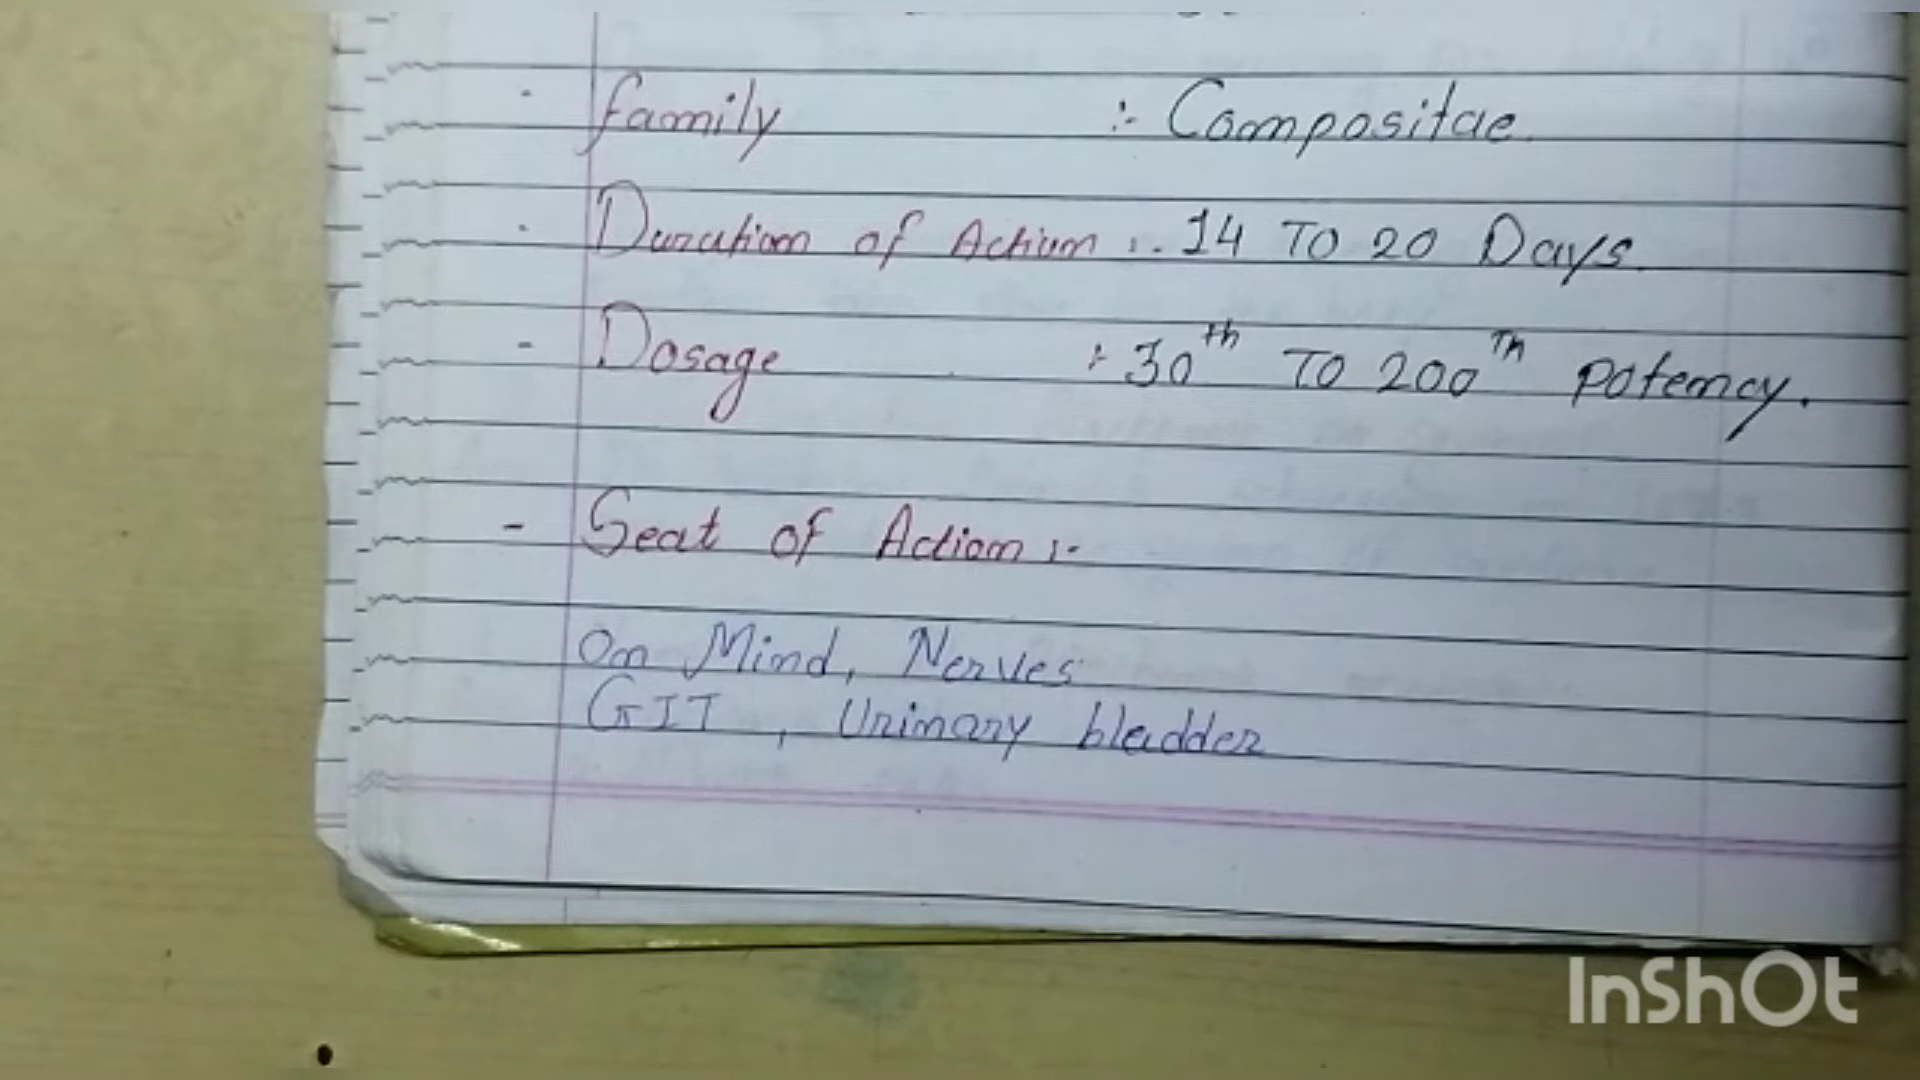 - Family :- Compositae.
- Duration of Action :- 14 TO 20 Days.
- Dosage :- 30th TO 200Th Potency.
- Seat of Action :-
On Mind, Nerves
GIT, Urinary bladder
InShOt